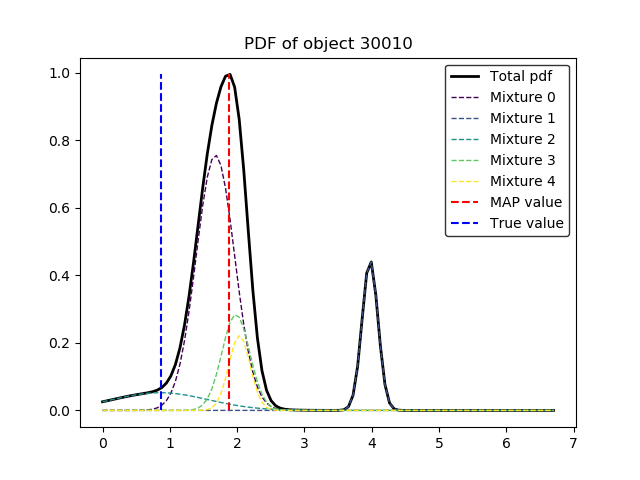 PDF of object 30010
1.0
0.8
0.6
0.4
0.2
0.0
0 1 2 3 4 5 6 7
Total pdf
Mixture 0
Mixture 1
Mixture 2
Mixture 3
Mixture 4
MAP value
True value